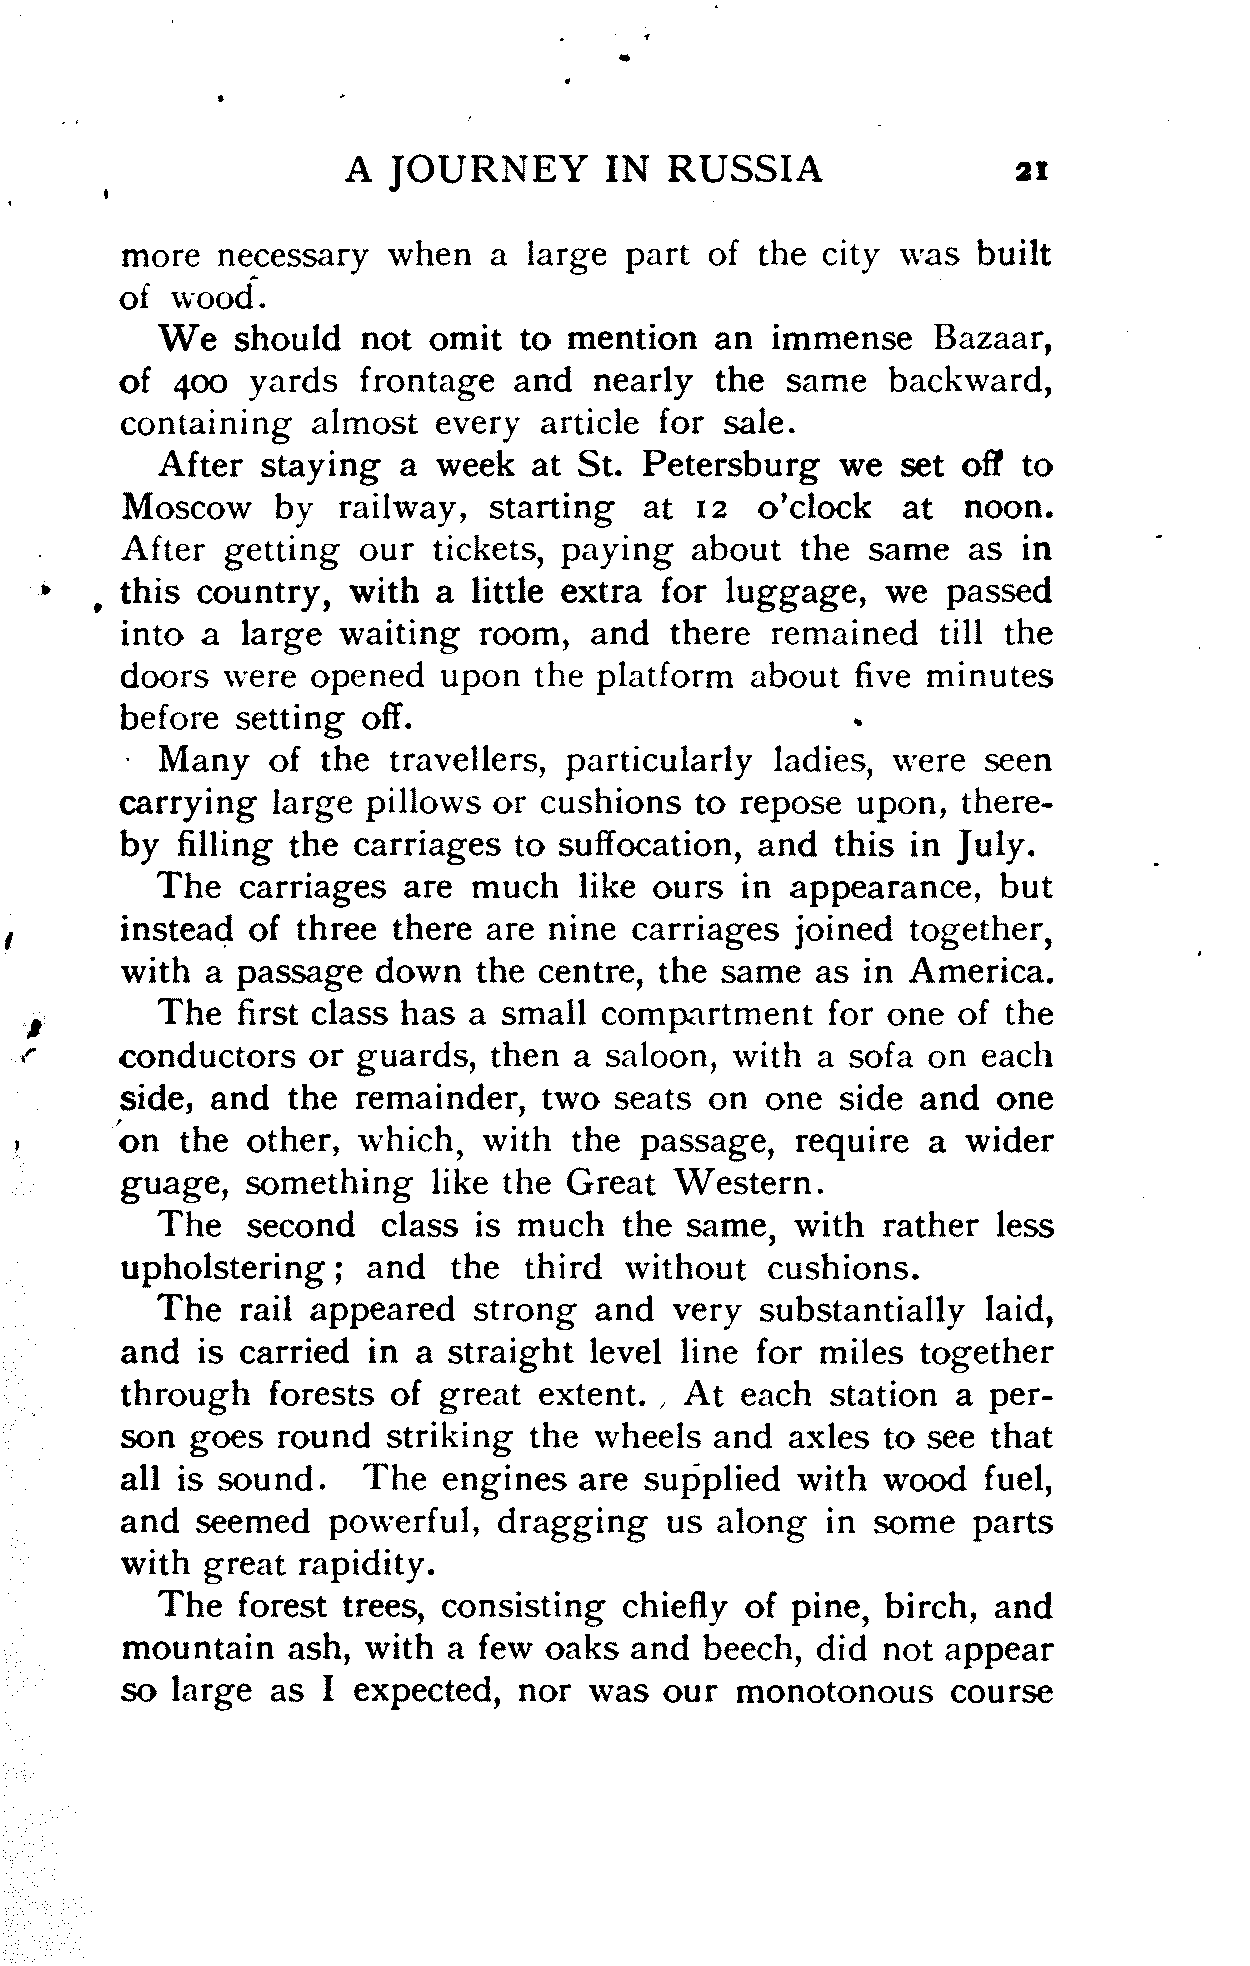 A JOURNEY IN RUSSIA 21
more necessary when a large part of the city was built
of wood.
We should not omit to mention an immense Bazaar,
of 400 yards frontage and nearly the same backward,
containing almost every article for sale.
After staying a week at St. Petersburg we set off to
Moscow by railway, starting at 12 o'clock at noon.
After getting our tickets, paying about the same as in
this country, with a little extra for luggage, we passed
into a large waiting room, and there remained till the
doors were opened upon the platform about five minutes
before setting off.
Many of the travellers, particularly ladies, were seen
carrying large pillows or cushions to repose upon, there-
by filling the carriages to suffocation, and this in July.
The carriages are much like ours in appearance, but
instead of three there are nine carriages joined together,
with a passage down the centre, the same as in America.
The first class has a small compartment for one of the
conductors or guards, then a saloon, with a sofa on each
side, and the remainder, two seats on one side and one
on the other, which, with the passage, require a wider
guage, something like the Great Western.
The second class is much the same, with rather less
upholstering; and the third without cushions.
The rail appeared strong and very substantially laid,
and is carried in a straight level line for miles together
through forests of great extent. At each station a per-
son goes round striking the wheels and axles to see that
all is sound. The engines are supplied with wood fuel,
and seemed powerful, dragging us along in some parts
with great rapidity.
The forest trees, consisting chiefly of pine, birch, and
mountain ash, with a few oaks and beech, did not appear
so large as I expected, nor was our monotonous course